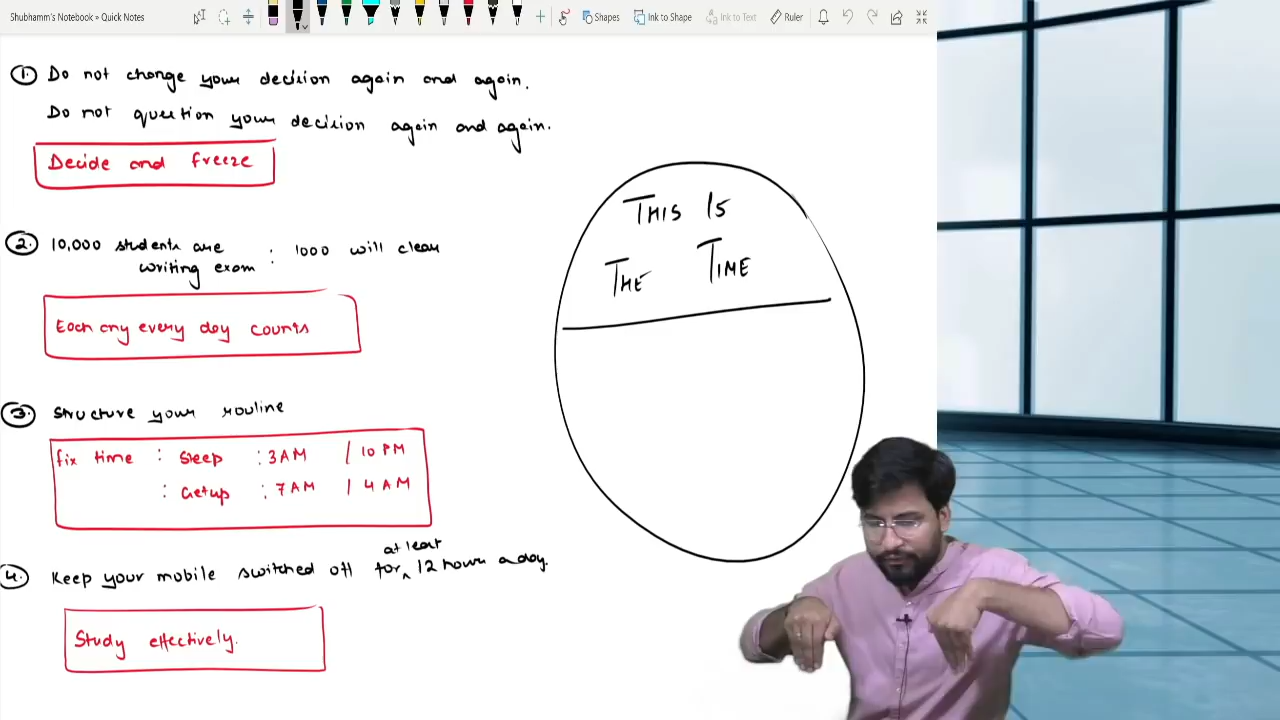 Shubhamm's Notebook » Quick Notes
Shapes
Ink to Shape
Ink to Text
Ruler
1. Do not change your decision again and again.
Do not question your decision again and again.
Decide and freeze
2. 10,000 students are : 1000 will clear
writing exam :
Each any every day counts
3. Structure your routine
fix time : Sleep : 3 AM / 10 PM
: Getup : 7 AM / 4 AM
4. Keep your mobile switched off for ^ at least 12 hours a day.
Study effectively.
THIS IS
THE TIME